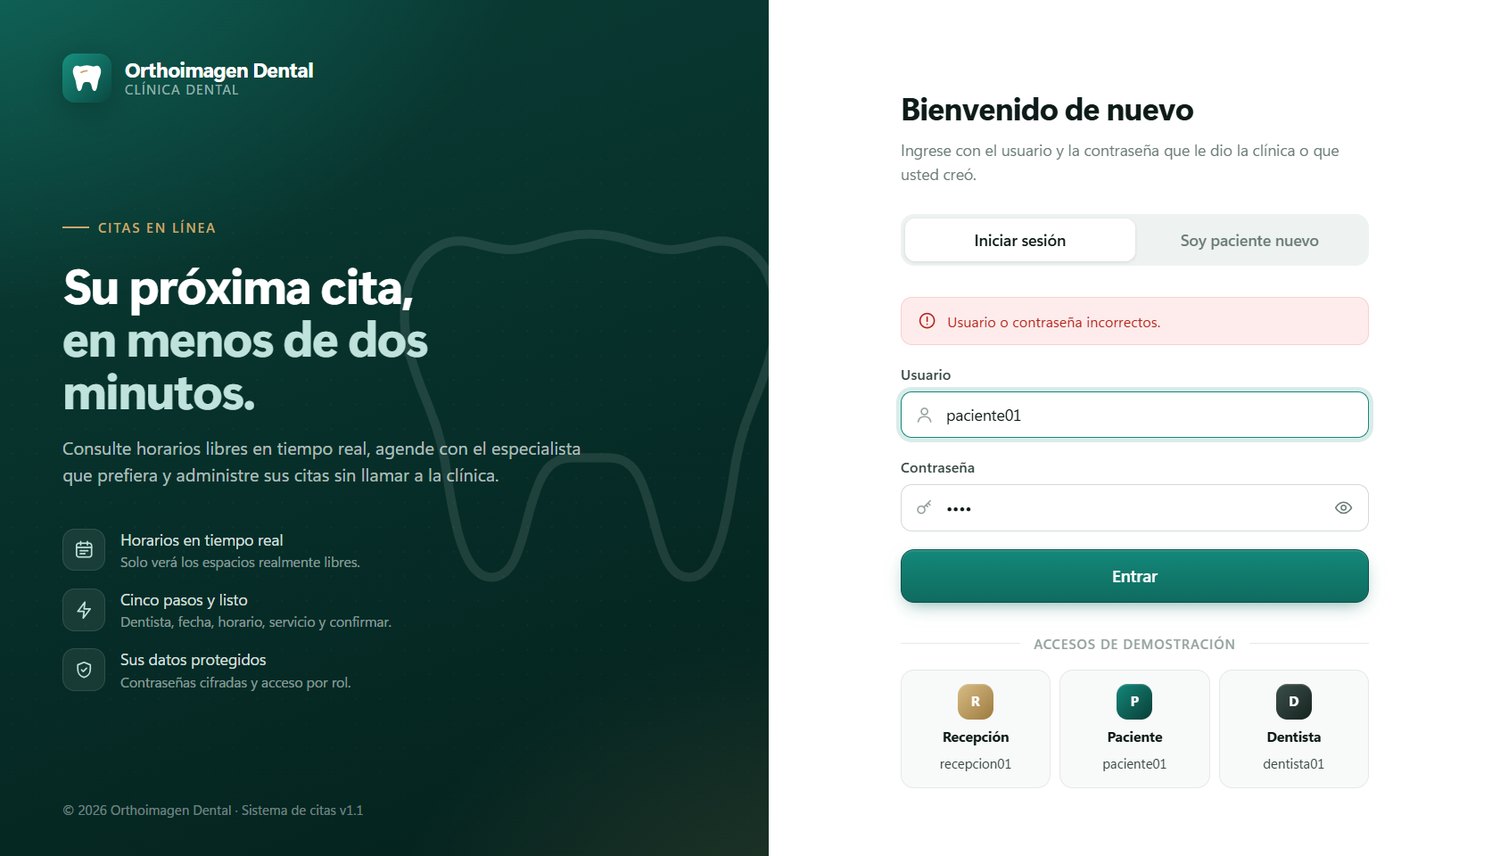 Orthoimagen Dental
CLÍNICA DENTAL
CITAS EN LÍNEA
Su próxima cita,
en menos de dos
minutos.
Consulte horarios libres en tiempo real, agende con el especialista
que prefiera y administre sus citas sin llamar a la clínica.
Horarios en tiempo real
Solo verá los espacios realmente libres.
Cinco pasos y listo
Dentista, fecha, horario, servicio y confirmar.
Sus datos protegidos
Contraseñas cifradas y acceso por rol.
© 2026 Orthoimagen Dental · Sistema de citas v1.1
Bienvenido de nuevo
Ingrese con el usuario y la contraseña que le dio la clínica o que
usted creó.
Iniciar sesión
Soy paciente nuevo
Usuario o contraseña incorrectos.
Usuario
paciente01
Contraseña
••••
Entrar
ACCESOS DE DEMOSTRACIÓN
R
Recepción
recepcion01
P
Paciente
paciente01
D
Dentista
dentista01